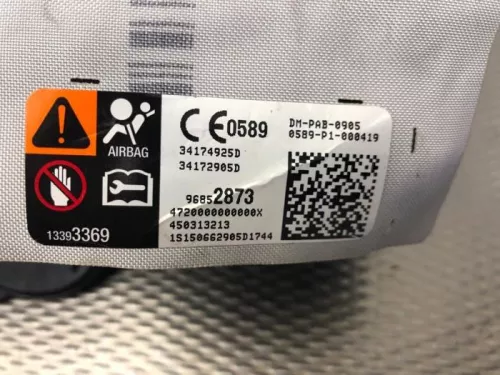 AIRBAG
13393369
CE0589
34174925D
34172905D
DM-PAB-0905
0589-P1-000419
96852873
4720000000000X
450313213
1S150662905D1744